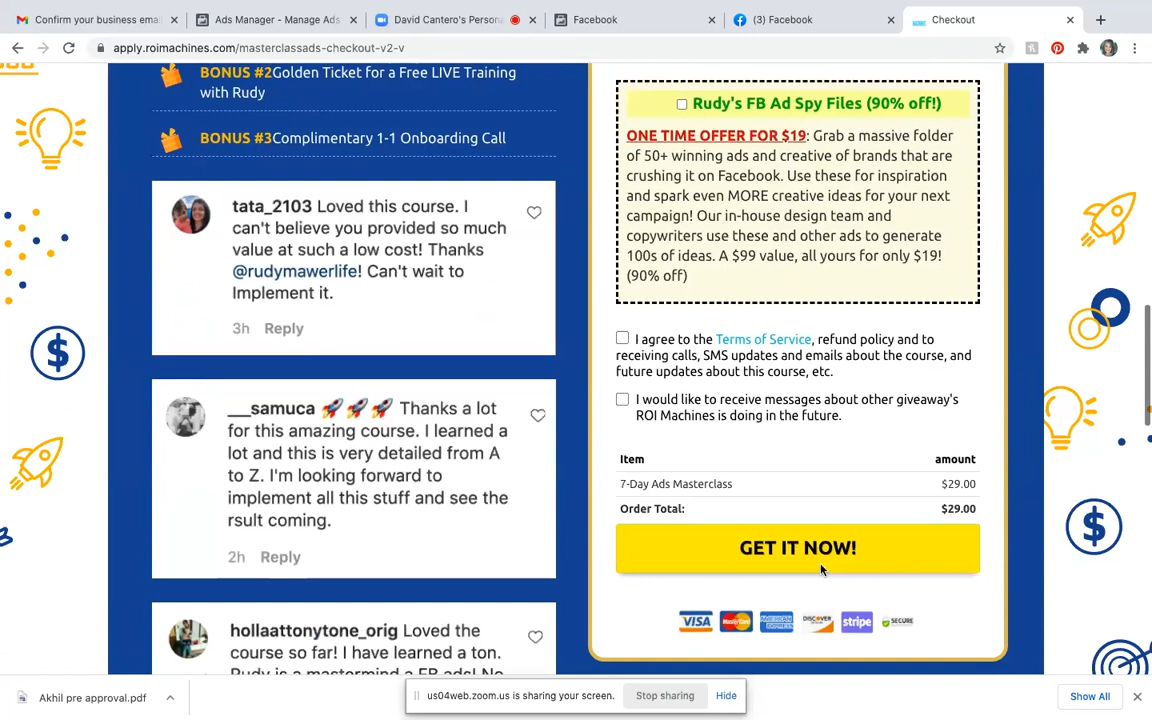 Confirm your business emai
Ads Manager - Manage Ads
David Cantero's Persona
Facebook
(3) Facebook
Checkout
apply.roimachines.com/masterclassads-checkout-v2-v
BONUS #2Golden Ticket for a Free LIVE Training
with Rudy
BONUS #3Complimentary 1-1 Onboarding Call
tata_2103 Loved this course. I
can't believe you provided so much
value at such a low cost! Thanks
@rudymawerlife! Can't wait to
Implement it.
3h Reply
___samuca 🚀🚀🚀 Thanks a lot
for this amazing course. I learned a
lot and this is very detailed from A
to Z. I'm looking forward to
implement all this stuff and see the
rsult coming.
2h Reply
hollaattonytone_orig Loved the
course so far! I have learned a ton.
Rudy is a mastermind a FB ads! No
Rudy's FB Ad Spy Files (90% off!)
ONE TIME OFFER FOR $19: Grab a massive folder
of 50+ winning ads and creative of brands that are
crushing it on Facebook. Use these for inspiration
and spark even MORE creative ideas for your next
campaign! Our in-house design team and
copywriters use these and other ads to generate
100s of ideas. A $99 value, all yours for only $19!
(90% off)
I agree to the Terms of Service, refund policy and to
receiving calls, SMS updates and emails about the course, and
future updates about this course, etc.
I would like to receive messages about other giveaway's
ROI Machines is doing in the future.
Item amount
7-Day Ads Masterclass $29.00
Order Total: $29.00
GET IT NOW!
VISA MasterCard AMERICAN EXPRESS DISCOVER stripe SECURE
Akhil pre approval.pdf
us04web.zoom.us is sharing your screen. Stop sharing Hide
Show All